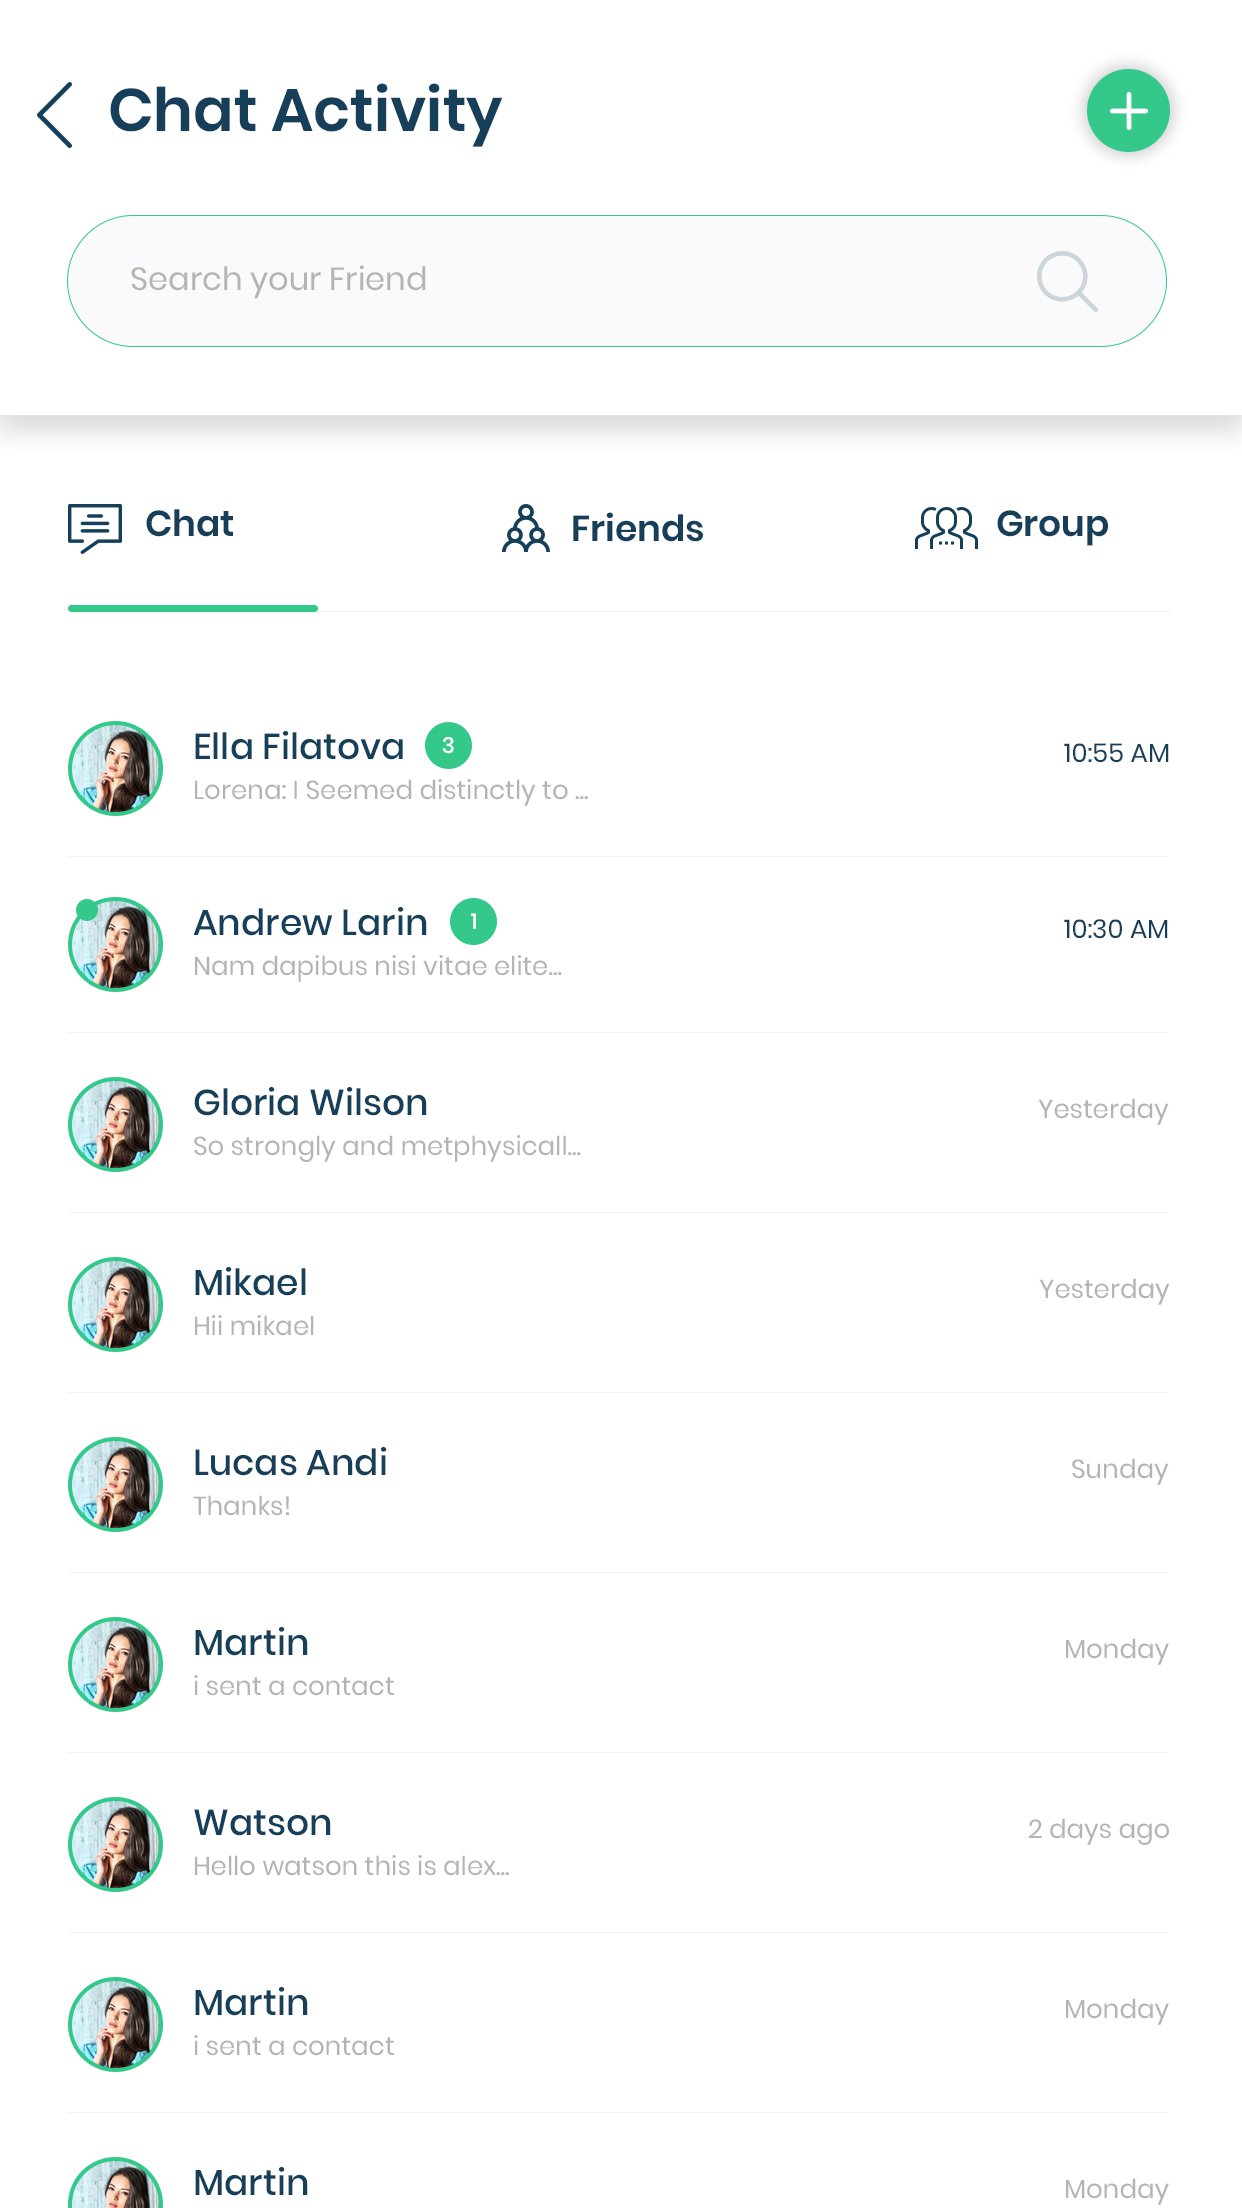 Chat Activity
Search your Friend
Chat
Friends
Group
Ella Filatova 3
10:55 AM
Lorena: I Seemed distinctly to ...
Andrew Larin 1
10:30 AM
Nam dapibus nisi vitae elite...
Gloria Wilson
Yesterday
So strongly and metphysicall...
Mikael
Yesterday
Hii mikael
Lucas Andi
Sunday
Thanks!
Martin
Monday
i sent a contact
Watson
2 days ago
Hello watson this is alex...
Martin
Monday
i sent a contact
Martin
Monday